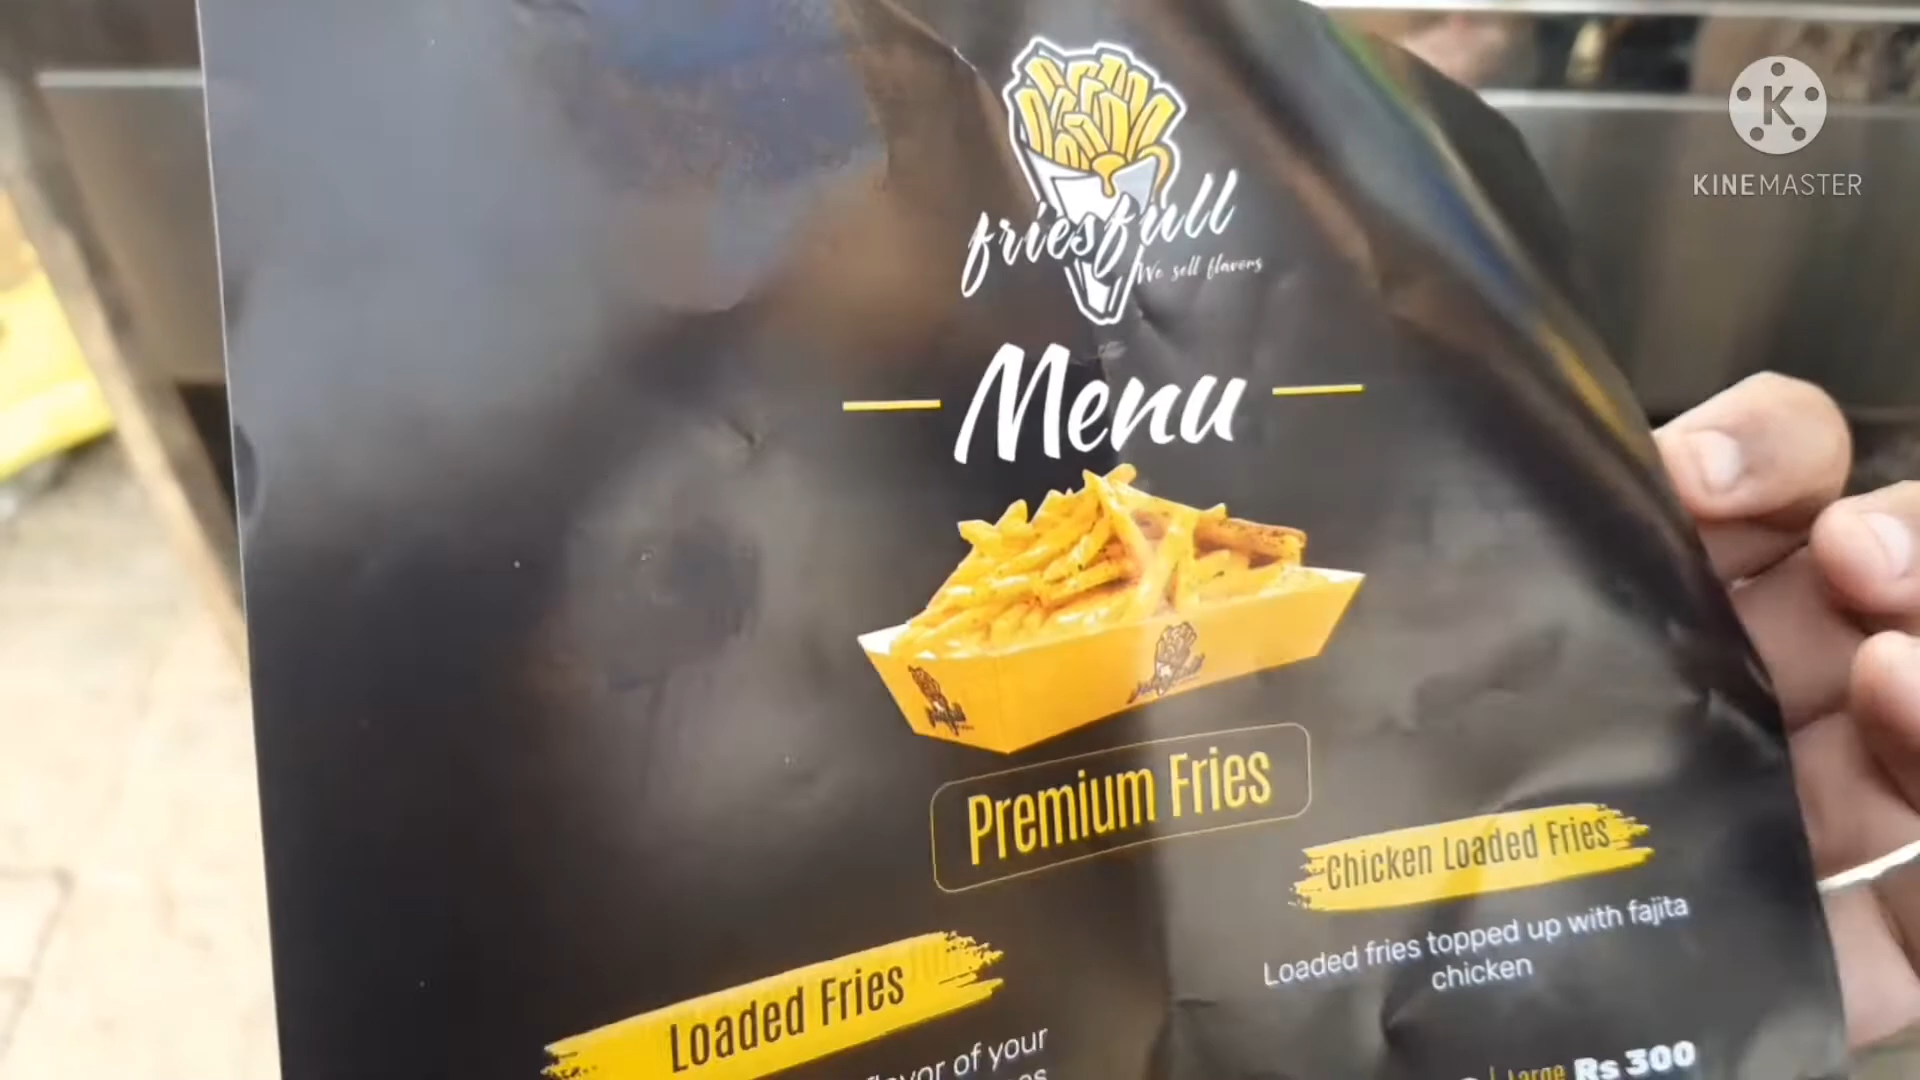 K
KINEMASTER
friesfull
We sell flavors
Menu
Premium Fries
Chicken Loaded Fries
Loaded fries topped up with fajita
chicken
Large Rs 300
Loaded Fries
of your